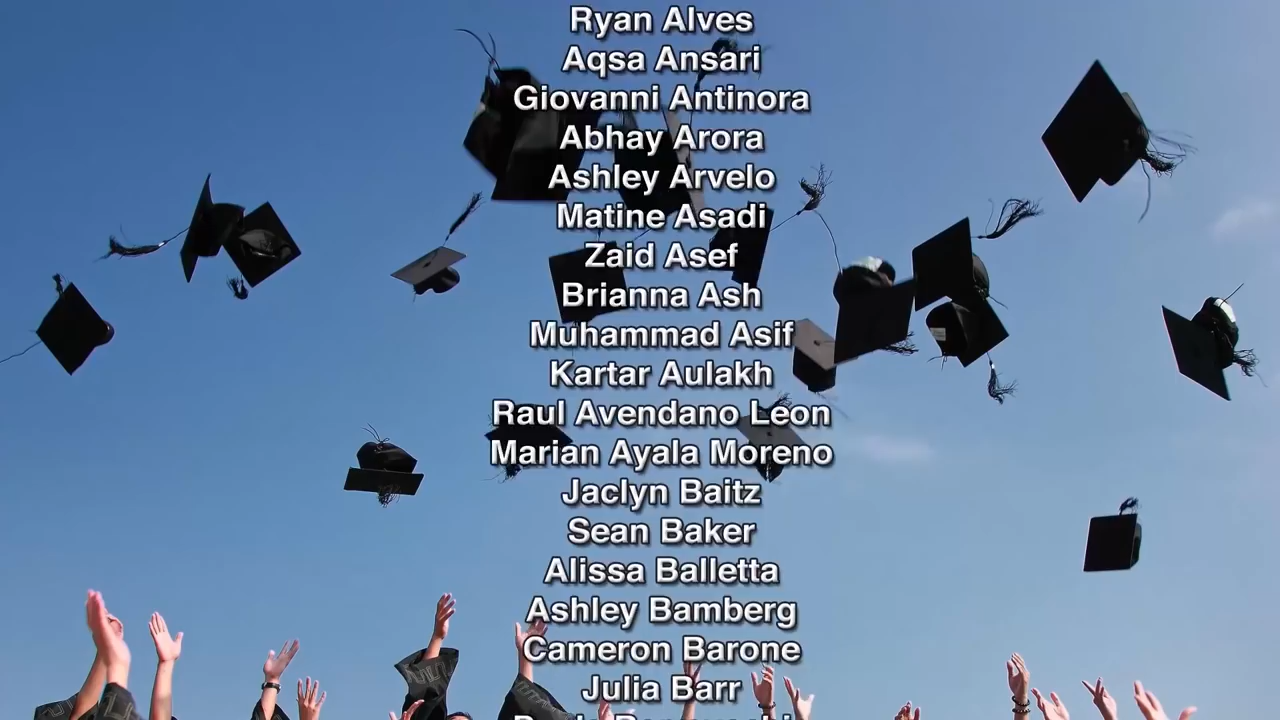 Ryan Alves
Aqsa Ansari
Giovanni Antinora
Abhay Arora
Ashley Arvelo
Matine Asadi
Zaid Asef
Brianna Ash
Muhammad Asif
Kartar Aulakh
Raul Avendano Leon
Marian Ayala Moreno
Jaclyn Baitz
Sean Baker
Alissa Balletta
Ashley Bamberg
Cameron Barone
Julia Barr